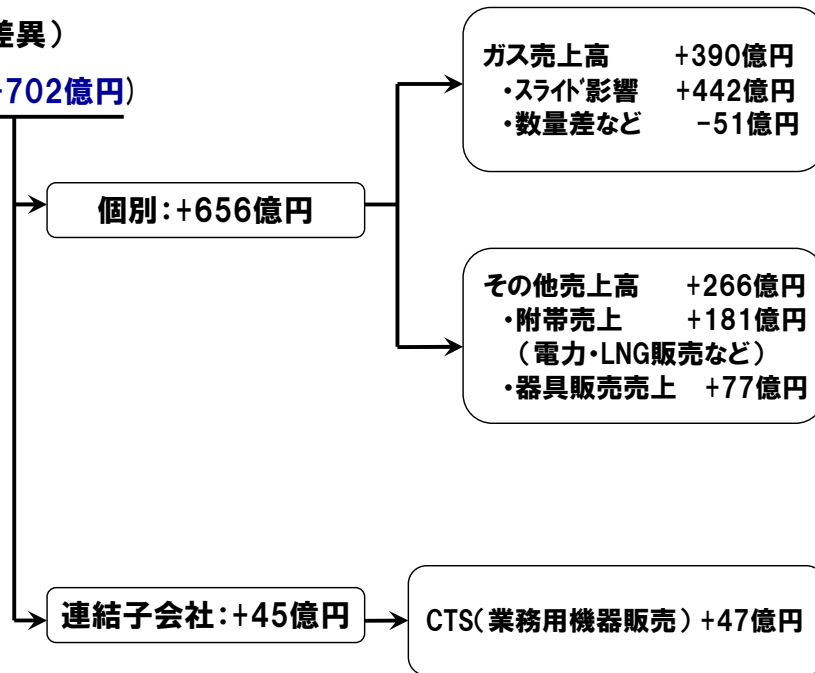 差異）
+702億円)
個別：+656億円
ガス売上高 +390億円
・スライド影響 +442億円
・数量差など -51億円
その他売上高 +266億円
・附帯売上 +181億円
（電力・LNG販売など）
・器具販売売上 +77億円
連結子会社：+45億円
CTS（業務用機器販売）+47億円